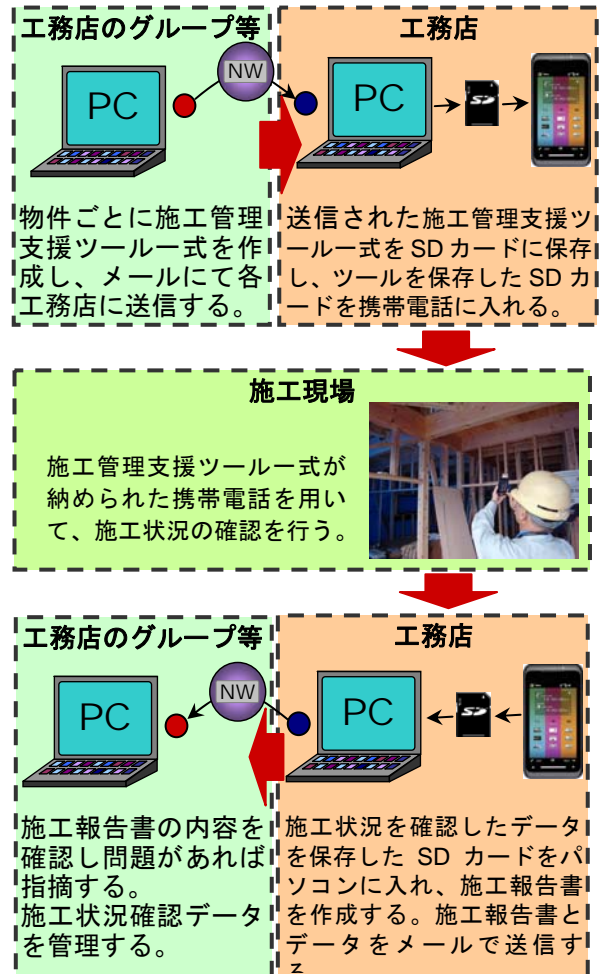 工務店のグループ等
NW
PC
物件ごとに施工管理
支援ツール一式を作
成し、メールにて各
工務店に送信する。
工務店
PC
SD
送信された施工管理支援ツ
ール一式を SD カードに保存
し、ツールを保存した SD カ
ードを携帯電話に入れる。
施工現場
施工管理支援ツール一式が
納められた携帯電話を用い
て、施工状況の確認を行う。
工務店のグループ等
NW
PC
施工報告書の内容を
確認し問題があれば
指摘する。
施工状況確認データ
を管理する。
工務店
PC
SD
施工状況を確認したデータ
を保存した SD カードをパ
ソコンに入れ、施工報告書
を作成する。施工報告書と
データをメールで送信す
る